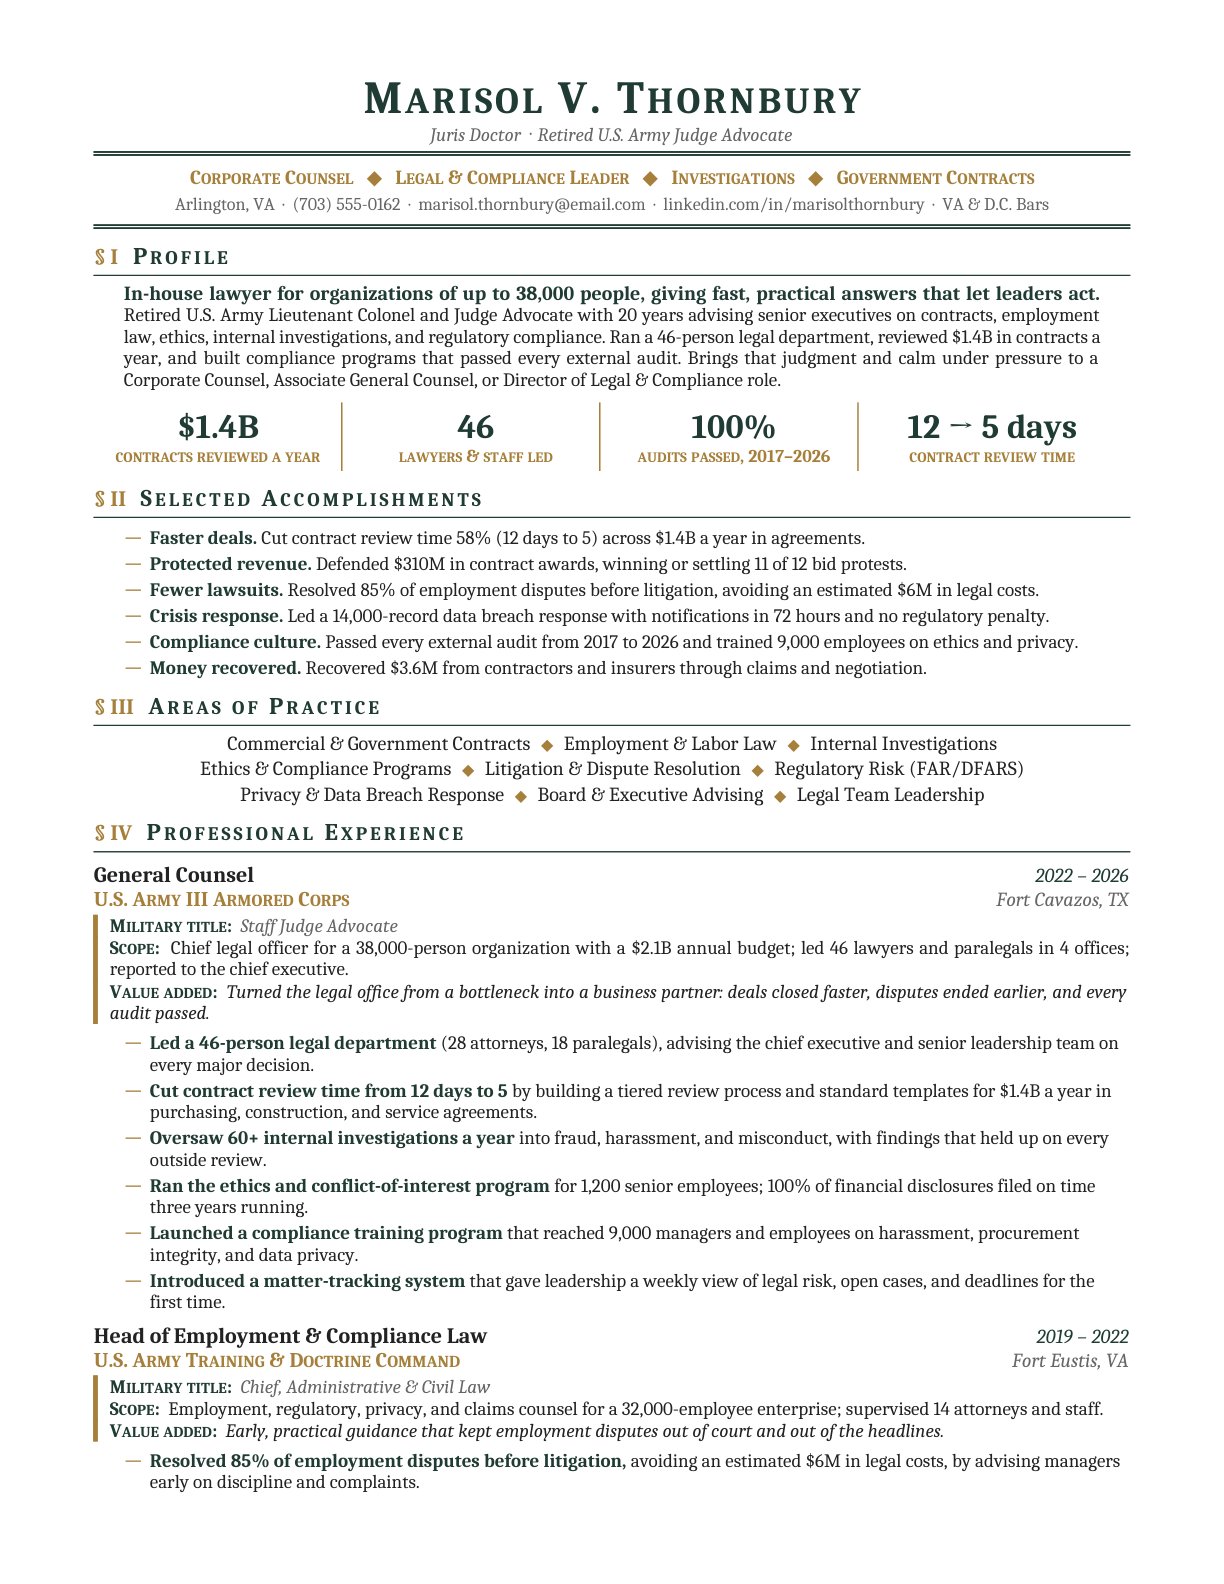 MARISOL V. THORNBURY
Juris Doctor · Retired U.S. Army Judge Advocate
CORPORATE COUNSEL ◆ LEGAL & COMPLIANCE LEADER ◆ INVESTIGATIONS ◆ GOVERNMENT CONTRACTS
Arlington, VA · (703) 555-0162 · marisol.thornbury@email.com · linkedin.com/in/marisolthornbury · VA & D.C. Bars
§ I PROFILE
In-house lawyer for organizations of up to 38,000 people, giving fast, practical answers that let leaders act.
Retired U.S. Army Lieutenant Colonel and Judge Advocate with 20 years advising senior executives on contracts, employment
law, ethics, internal investigations, and regulatory compliance. Ran a 46-person legal department, reviewed $1.4B in contracts a
year, and built compliance programs that passed every external audit. Brings that judgment and calm under pressure to a
Corporate Counsel, Associate General Counsel, or Director of Legal & Compliance role.
$1.4B 46 100% 12 → 5 days
CONTRACTS REVIEWED A YEAR LAWYERS & STAFF LED AUDITS PASSED, 2017–2026 CONTRACT REVIEW TIME
§ II SELECTED ACCOMPLISHMENTS
— Faster deals. Cut contract review time 58% (12 days to 5) across $1.4B a year in agreements.
— Protected revenue. Defended $310M in contract awards, winning or settling 11 of 12 bid protests.
— Fewer lawsuits. Resolved 85% of employment disputes before litigation, avoiding an estimated $6M in legal costs.
— Crisis response. Led a 14,000-record data breach response with notifications in 72 hours and no regulatory penalty.
— Compliance culture. Passed every external audit from 2017 to 2026 and trained 9,000 employees on ethics and privacy.
— Money recovered. Recovered $3.6M from contractors and insurers through claims and negotiation.
§ III AREAS OF PRACTICE
Commercial & Government Contracts ◆ Employment & Labor Law ◆ Internal Investigations
Ethics & Compliance Programs ◆ Litigation & Dispute Resolution ◆ Regulatory Risk (FAR/DFARS)
Privacy & Data Breach Response ◆ Board & Executive Advising ◆ Legal Team Leadership
§ IV PROFESSIONAL EXPERIENCE
General Counsel 2022 – 2026
U.S. ARMY III ARMORED CORPS Fort Cavazos, TX
MILITARY TITLE: Staff Judge Advocate
SCOPE: Chief legal officer for a 38,000-person organization with a $2.1B annual budget; led 46 lawyers and paralegals in 4 offices;
reported to the chief executive.
VALUE ADDED: Turned the legal office from a bottleneck into a business partner: deals closed faster, disputes ended earlier, and every
audit passed.
— Led a 46-person legal department (28 attorneys, 18 paralegals), advising the chief executive and senior leadership team on
every major decision.
— Cut contract review time from 12 days to 5 by building a tiered review process and standard templates for $1.4B a year in
purchasing, construction, and service agreements.
— Oversaw 60+ internal investigations a year into fraud, harassment, and misconduct, with findings that held up on every
outside review.
— Ran the ethics and conflict-of-interest program for 1,200 senior employees; 100% of financial disclosures filed on time
three years running.
— Launched a compliance training program that reached 9,000 managers and employees on harassment, procurement
integrity, and data privacy.
— Introduced a matter-tracking system that gave leadership a weekly view of legal risk, open cases, and deadlines for the
first time.
Head of Employment & Compliance Law 2019 – 2022
U.S. ARMY TRAINING & DOCTRINE COMMAND Fort Eustis, VA
MILITARY TITLE: Chief, Administrative & Civil Law
SCOPE: Employment, regulatory, privacy, and claims counsel for a 32,000-employee enterprise; supervised 14 attorneys and staff.
VALUE ADDED: Early, practical guidance that kept employment disputes out of court and out of the headlines.
— Resolved 85% of employment disputes before litigation, avoiding an estimated $6M in legal costs, by advising managers
early on discipline and complaints.